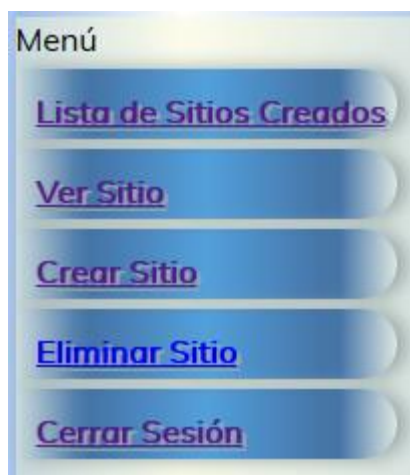 Menú
Lista de Sitios Creados
Ver Sitio
Crear Sitio
Eliminar Sitio
Cerrar Sesión